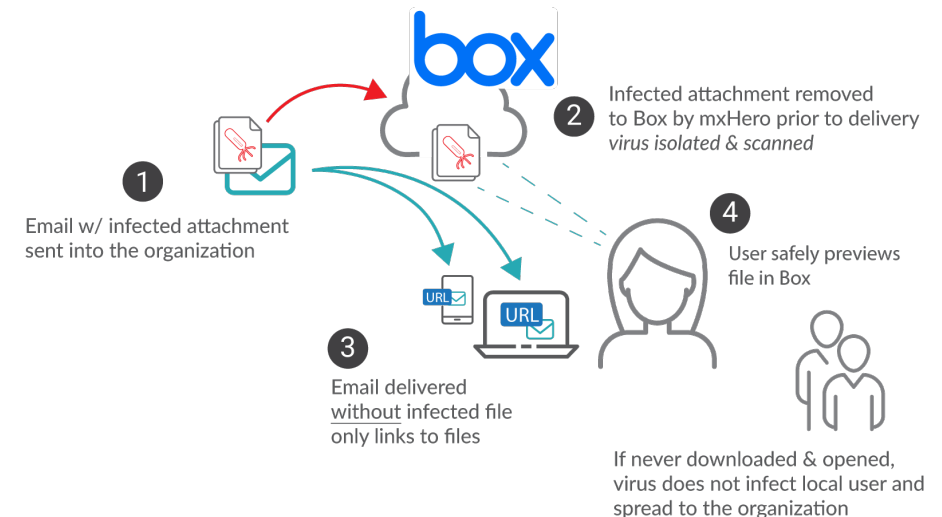 box
2
Infected attachment removed
to Box by mxHero prior to delivery
virus isolated & scanned
1
Email w/ infected attachment
sent into the organization
4
User safely previews
file in Box
URL
URL
3
Email delivered
without infected file
only links to files
If never downloaded & opened,
virus does not infect local user and
spread to the organization